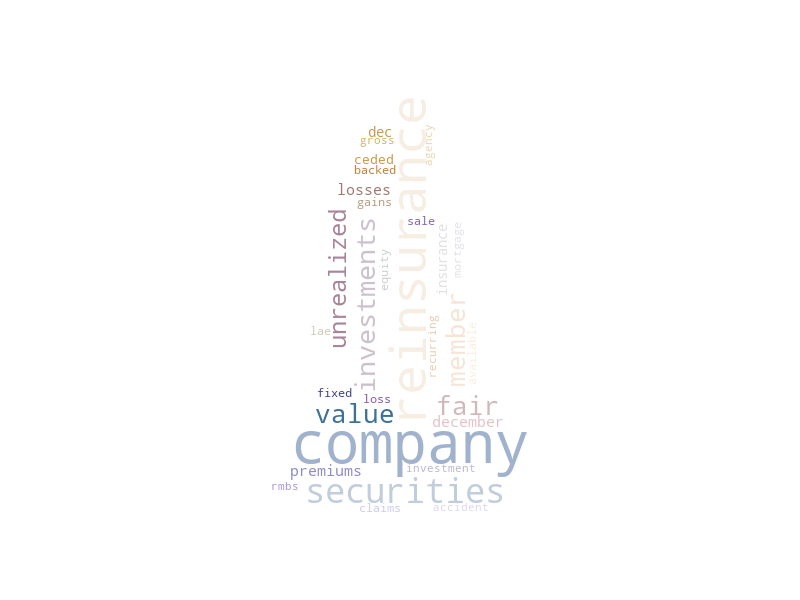 reinsurance
dec
agency
gross
ceded
backed
losses
gains
unrealized
investments
sale
insurance
mortgage
equity
member
recurring
available
lae
fixed
loss
value
fair
december
company
premiums
investment
securities
rmbs
claims
accident